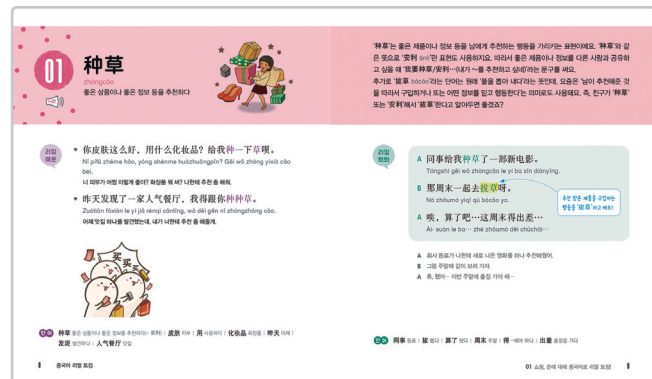 01
种草
zhòngcǎo
좋은 상품이나 좋은 정보 등을 추천하다
'种草'는 좋은 제품이나 정보 등을 남에게 추천하는 행동을 가리키는 표현이에요. '种草'와 같
은 뜻으로 '安利 ānlì'란 표현도 사용하지요. 따라서 좋은 제품이나 정보를 다른 사람과 공유하
고 싶을 때 '我要种草/安利…(내가 ~를 추천하고 싶네)'라는 문구를 써요.
추가로 '拔草 bácǎo'라는 단어는 원래 '풀을 뽑아 내다'라는 뜻인데, 요즘은 '남이 추천해준 것
을 따라서 구입하거나 또는 어떤 정보를 믿고 행동한다'는 의미로도 사용돼요. 즉, 친구가 '种草'
또는 '安利'해서 '拔草'한다고 알아두면 좋겠죠?
리얼
예문
• 你皮肤这么好，用什么化妆品？给我种一下草呗。
Nǐ pífū zhème hǎo, yòng shénme huàzhuāngpǐn? Gěi wǒ zhòng yíxià cǎo
bei.
너 피부가 어쩜 이렇게 좋아? 화장품 뭐 써? 나한테 추천 좀 해줘.
• 昨天发现了一家人气餐厅，我得跟你种种草。
Zuótiān fāxiàn le yì jiā rénqì cāntīng, wǒ děi gēn nǐ zhòngzhòng cǎo.
어제 맛집 하나를 발견했는데, 내가 너한테 추천 좀 해줄게.
买
买
买
단어 种草 좋은 상품이나 좋은 정보를 추천하다(= 安利) | 皮肤 피부 | 用 사용하다 | 化妆品 화장품 | 昨天 어제 |
发现 발견하다 | 人气餐厅 맛집
중국어 리얼 토킹
리얼
회화
A 同事给我种草了一部新电影。
Tóngshì gěi wǒ zhòngcǎo le yí bù xīn diànyǐng.
B 那周末一起去拔草呀。
Nà zhōumò yìqǐ qù bácǎo ya.
추천 받은 제품을 구입하는
행동을 '拔草'라고 해요!
A 唉，算了吧…这周末得出差…
Ài- suàn le ba… zhè zhōumò děi chūchāi…
A 회사 동료가 나한테 새로 나온 영화를 하나 추천해줬어.
B 그럼 주말에 같이 보러 가자.
A 휴, 됐어… 이번 주말에 출장 가야 해…
단어 同事 동료 | 拔 뽑다 | 算了 됐다 | 周末 주말 | 得 ~해야 하다 | 出差 출장을 가다
01 쇼핑, 돈에 대해 중국어로 리얼 토킹!